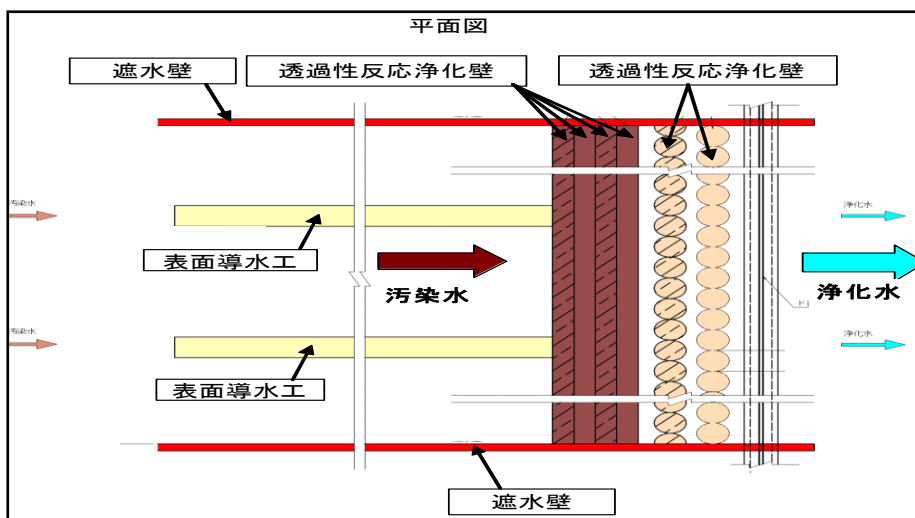 平面図
遮水壁
透過性反応浄化壁
透過性反応浄化壁
汚染水
浄化水
表面導水工
汚染水
浄化水
汚染水
浄化水
表面導水工
遮水壁